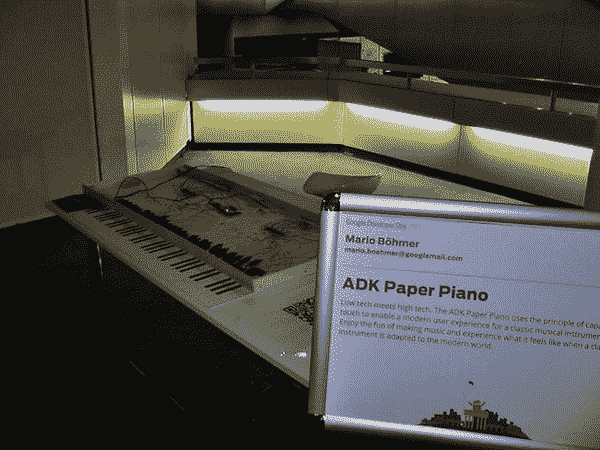 Mario Böhmer
mario.boehmer@googlemail.com
ADK Paper Piano
Low tech meets high tech. The ADK Paper Piano uses the principle of
touch to enable a modern user experience for a classic musical
Enjoy the fun of making music and experience what it feels like when a
instrument is adapted to the modern world.